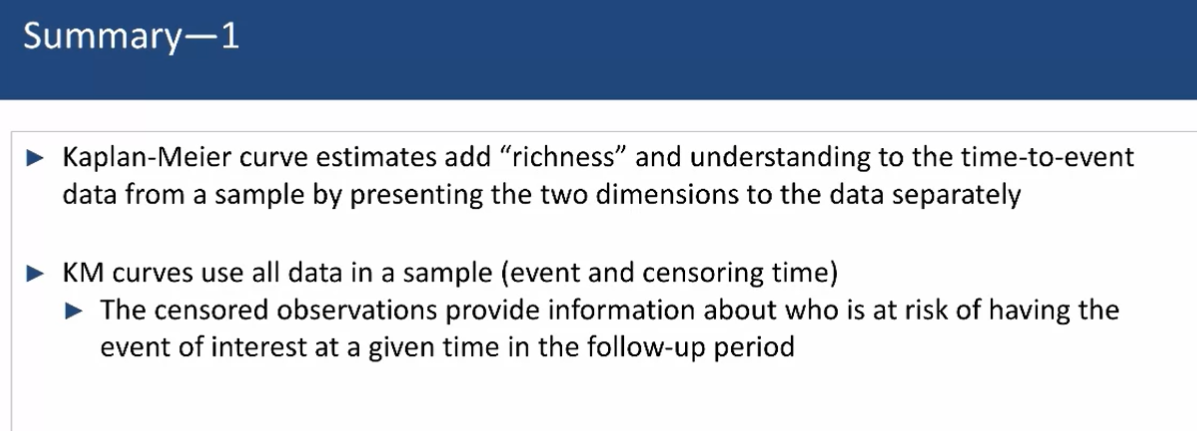 Summary—1
► Kaplan-Meier curve estimates add “richness” and understanding to the time-to-event
data from a sample by presenting the two dimensions to the data separately
► KM curves use all data in a sample (event and censoring time)
► The censored observations provide information about who is at risk of having the
event of interest at a given time in the follow-up period